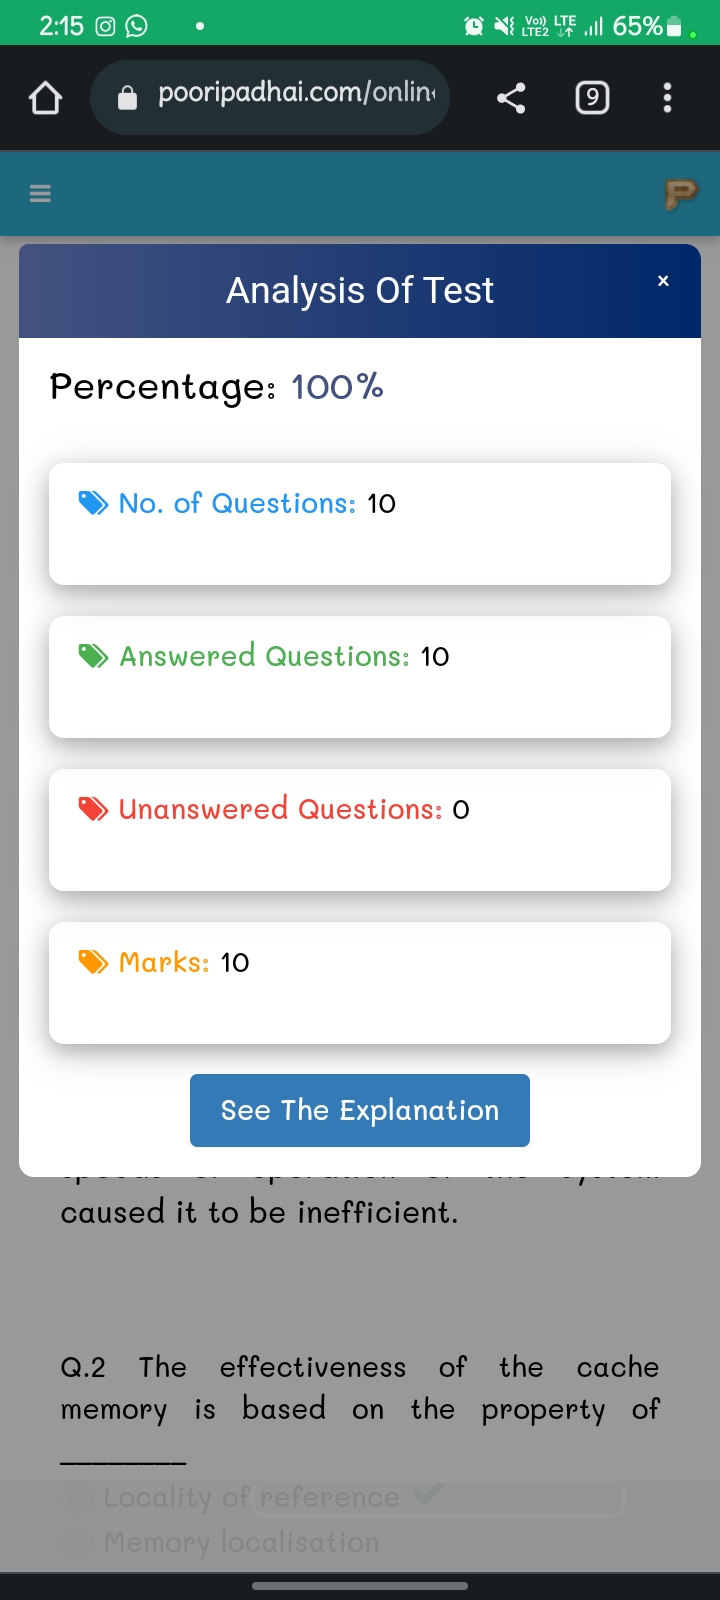 2:15
Vo)) LTE2
LTE
65%
pooripadhai.com/onlin
9
P
Analysis Of Test
×
Percentage: 100%
No. of Questions: 10
Answered Questions: 10
Unanswered Questions: 0
Marks: 10
See The Explanation
caused it to be inefficient.
Q.2 The effectiveness of the cache
memory is based on the property of
________
Locality of reference
Memory localisation